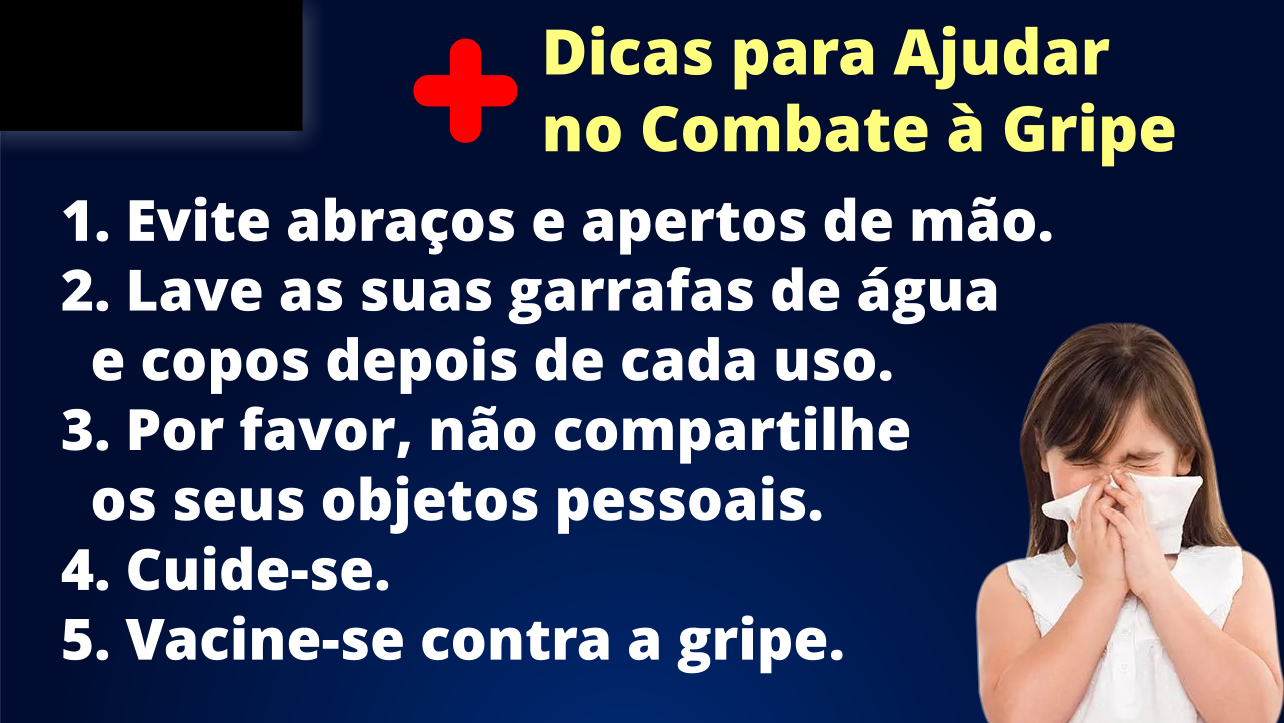 Dicas para Ajudar
no Combate à Gripe
1. Evite abraços e apertos de mão.
2. Lave as suas garrafas de água
e copos depois de cada uso.
3. Por favor, não compartilhe
os seus objetos pessoais.
4. Cuide-se.
5. Vacine-se contra a gripe.